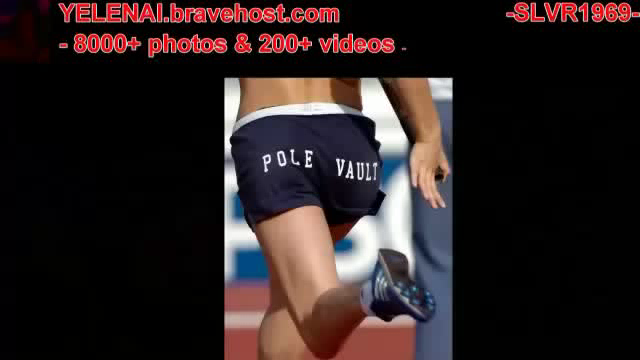 YELENAI.bravehost.com
-SLVR1969-
- 8000+ photos & 200+ videos -
POLE VAULT